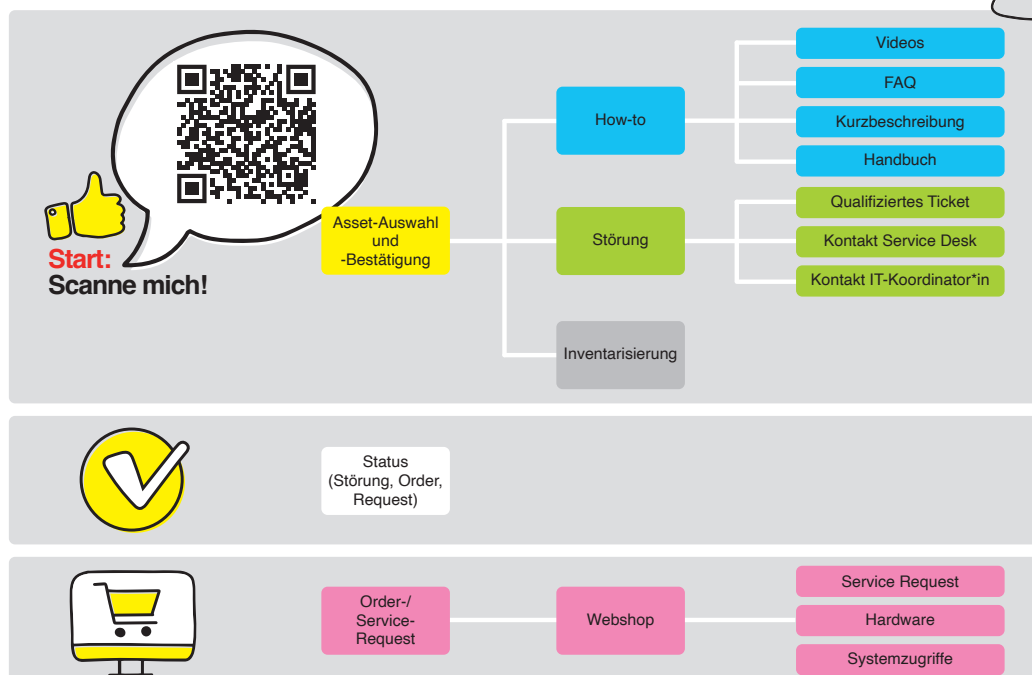 Start:
Scanne mich!
Asset-Auswahl
und
-Bestätigung
How-to
Videos
FAQ
Kurzbeschreibung
Handbuch
Störung
Qualifiziertes Ticket
Kontakt Service Desk
Kontakt IT-Koordinator*in
Inventarisierung
Status
(Störung, Order,
Request)
Order-/
Service-
Request
Webshop
Service Request
Hardware
Systemzugriffe